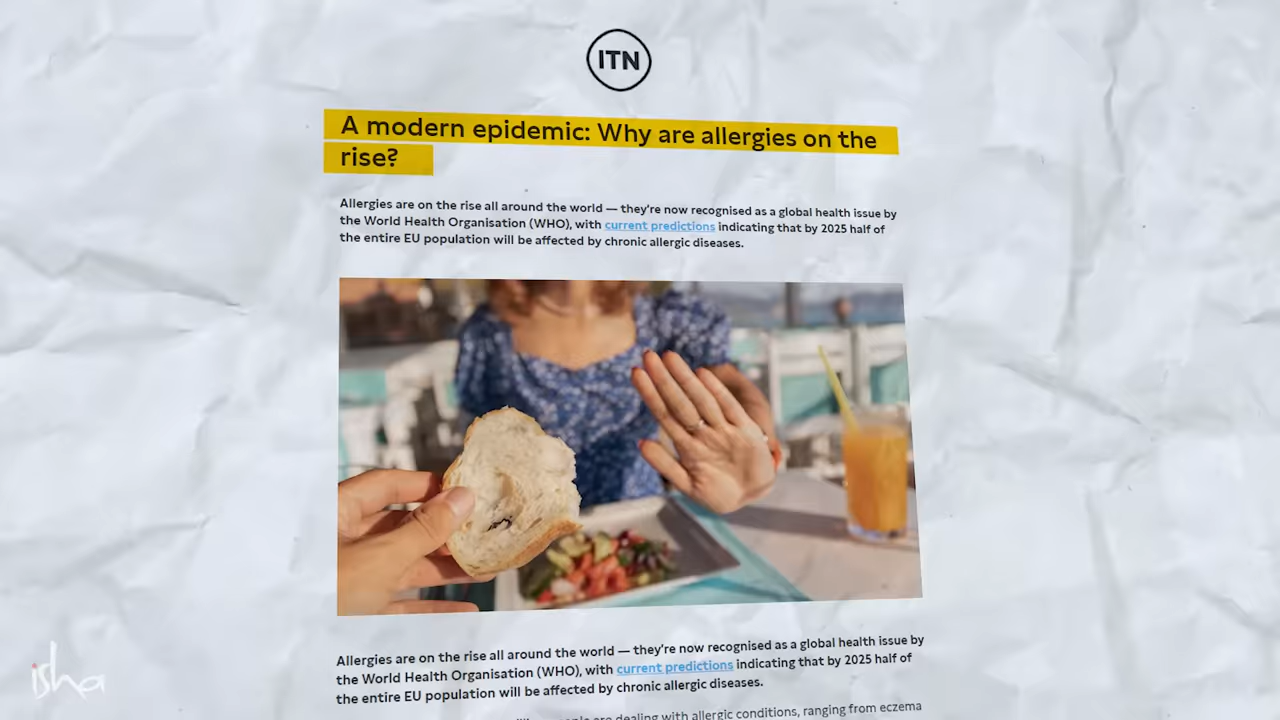 ITN
A modern epidemic: Why are allergies on the
rise?
Allergies are on the rise all around the world — they're now recognised as a global health issue by
the World Health Organisation (WHO), with current predictions indicating that by 2025 half of
the entire EU population will be affected by chronic allergic diseases.
Allergies are on the rise all around the world — they're now recognised as a global health issue by
the World Health Organisation (WHO), with current predictions indicating that by 2025 half of
the entire EU population will be affected by chronic allergic diseases.
are dealing with allergic conditions, ranging from eczema
isha